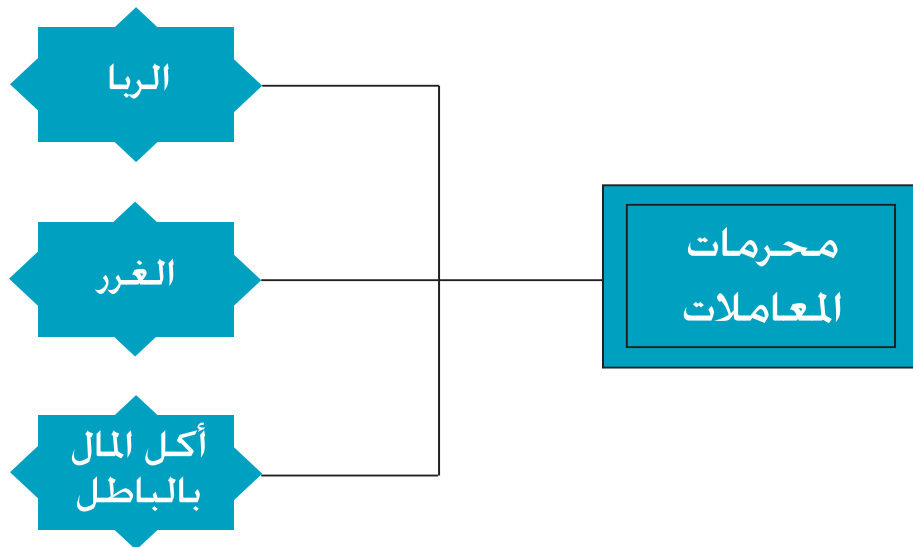 محرمات
المعاملات
الربا
الغرر
أكل المال
بالباطل